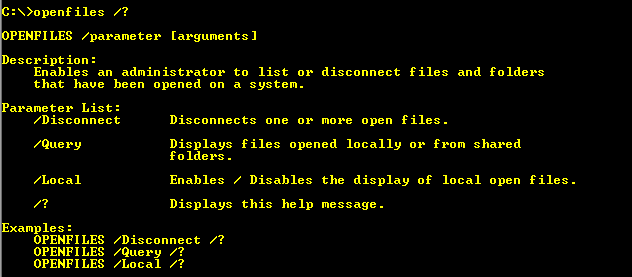 C:\>openfiles /?
OPENFILES /parameter [arguments]
Description:
Enables an administrator to list or disconnect files and folders
that have been opened on a system.
Parameter List:
/Disconnect Disconnects one or more open files.
/Query Displays files opened locally or from shared
folders.
/Local Enables / Disables the display of local open files.
/? Displays this help message.
Examples:
OPENFILES /Disconnect /?
OPENFILES /Query /?
OPENFILES /Local /?